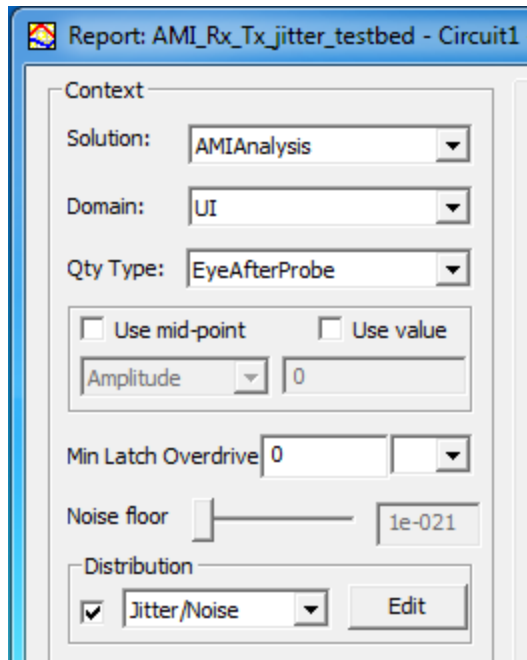 Report: AMI_Rx_Tx_jitter_testbed - Circuit1
Context
Solution: AMIAnalysis
Domain: UI
Qty Type: EyeAfterProbe
Use mid-point Use value
Amplitude 0
Min Latch Overdrive 0
Noise floor 1e-021
Distribution
Jitter/Noise Edit